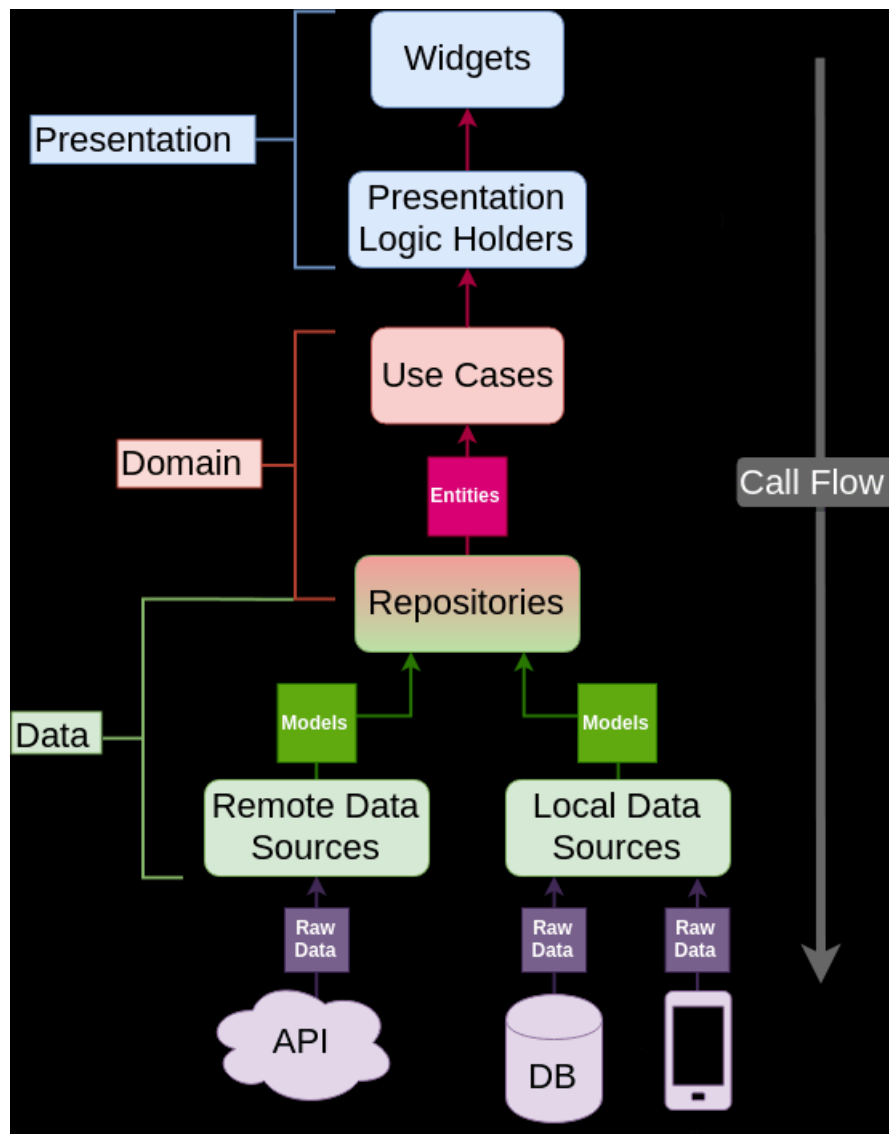 Widgets
Presentation
Presentation
Logic Holders
Use Cases
Domain
Entities
Call Flow
Repositories
Models
Models
Data
Remote Data
Sources
Local Data
Sources
Raw
Data
Raw
Data
Raw
Data
API
DB